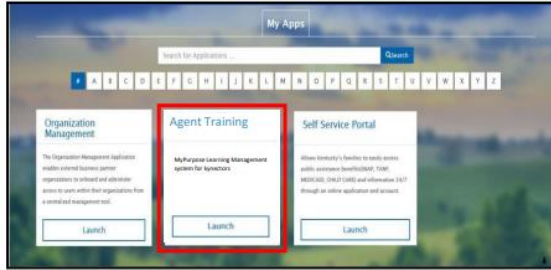 My Apps
Search for Applications ...
Search
# A B C D E F G H I J K L M N O P Q R S T U V W X Y Z
Organization
Management
The Organization Management Application
enables external business partner
organizations to onboard and administer
access to users within their organizations from
a centralized management tool.
Launch
Agent Training
MyPurpose Learning Management
system for kynectors
Launch
Self Service Portal
Allows Kentucky's families to easily access
public assistance benefits(SNAP, TANF,
MEDICAID, CHILD CARE) and information 24/7
through an online application and account.
Launch